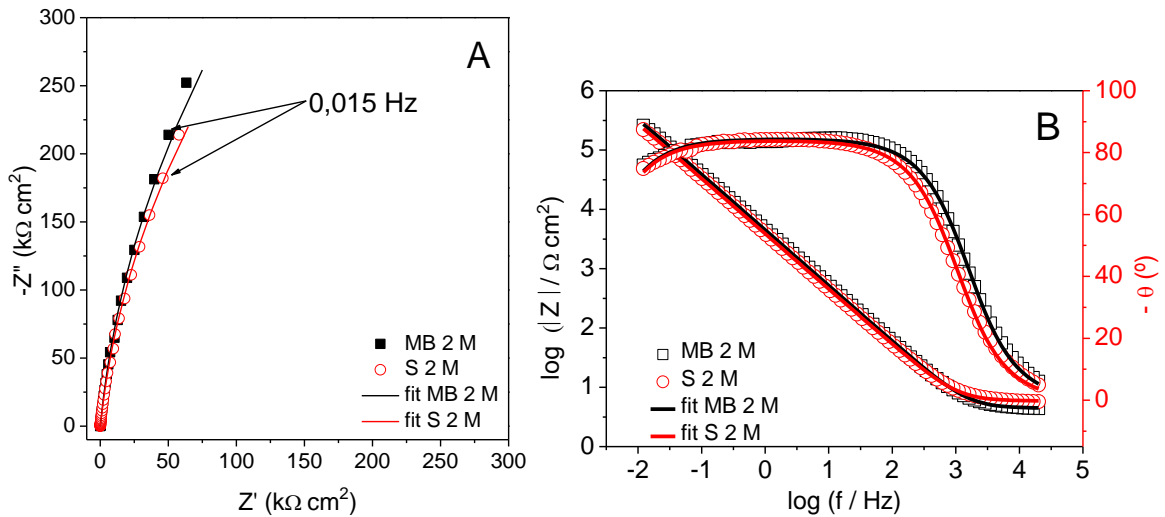 A
300
250
200
150
100
50
0
-Z'' (kΩ cm²)
0,015 Hz
MB 2 M
S 2 M
fit MB 2 M
fit S 2 M
0 50 100 150 200 250 300
Z' (kΩ cm²)
B
6
5
4
3
2
1
0
log (|Z| / Ω cm²)
100
80
60
40
20
0
- θ (º)
MB 2 M
S 2 M
fit MB 2 M
fit S 2 M
-2 -1 0 1 2 3 4 5
log (f / Hz)